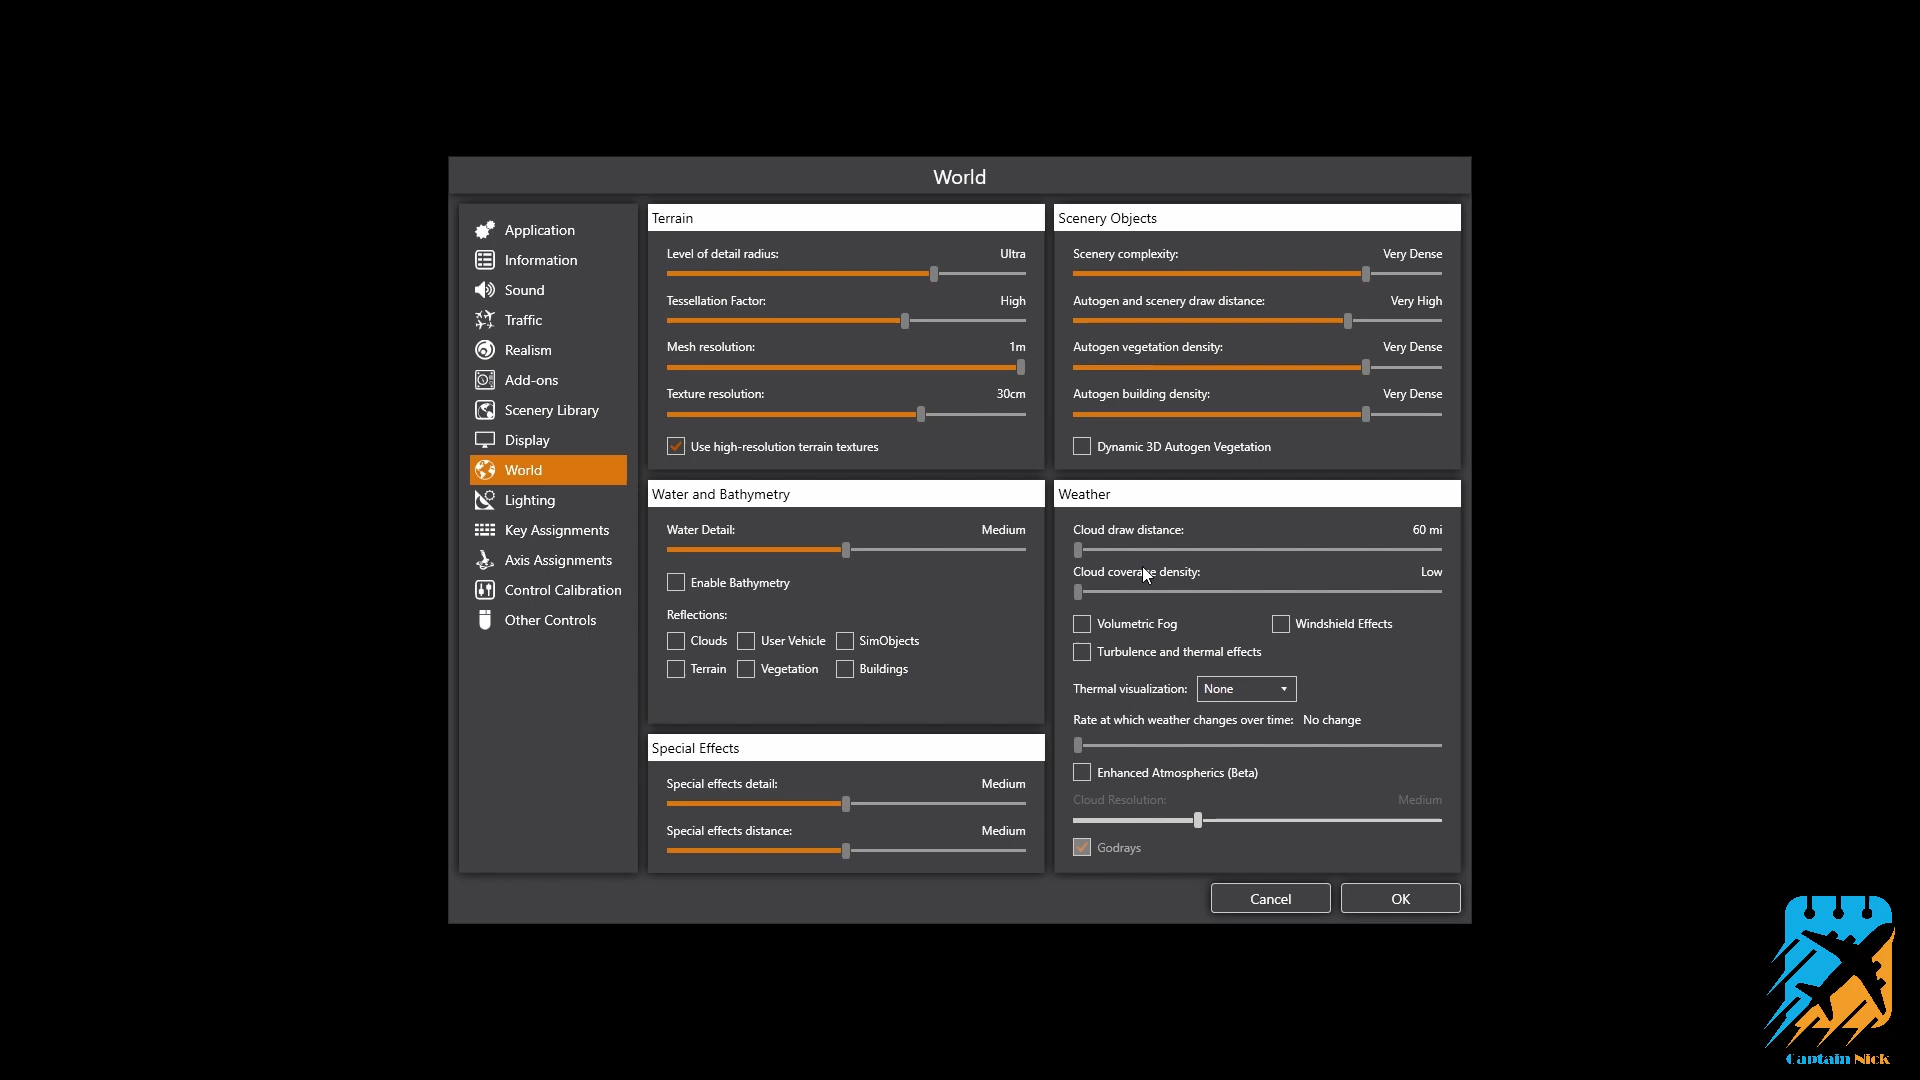 World
Application
Information
Sound
Traffic
Realism
Add-ons
Scenery Library
Display
World
Lighting
Key Assignments
Axis Assignments
Control Calibration
Other Controls
Terrain
Level of detail radius: Ultra
Tessellation Factor: High
Mesh resolution: 1m
Texture resolution: 30cm
Use high-resolution terrain textures
Water and Bathymetry
Water Detail: Medium
Enable Bathymetry
Reflections:
Clouds User Vehicle SimObjects
Terrain Vegetation Buildings
Special Effects
Special effects detail: Medium
Special effects distance: Medium
Scenery Objects
Scenery complexity: Very Dense
Autogen and scenery draw distance: Very High
Autogen vegetation density: Very Dense
Autogen building density: Very Dense
Dynamic 3D Autogen Vegetation
Weather
Cloud draw distance: 60 mi
Cloud coverage density: Low
Volumetric Fog Windshield Effects
Turbulence and thermal effects
Thermal visualization: None
Rate at which weather changes over time: No change
Enhanced Atmospherics (Beta)
Cloud Resolution: Medium
Godrays
Cancel OK
Captain Nick